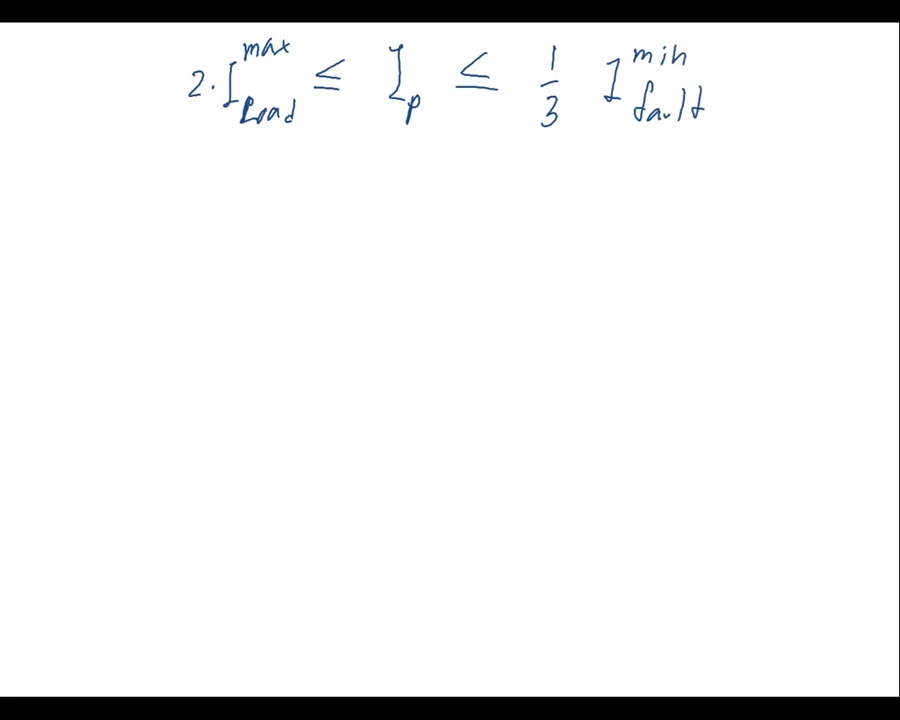 2 · I_Load^max ≤ I_p ≤ 1/3 I_fault^min